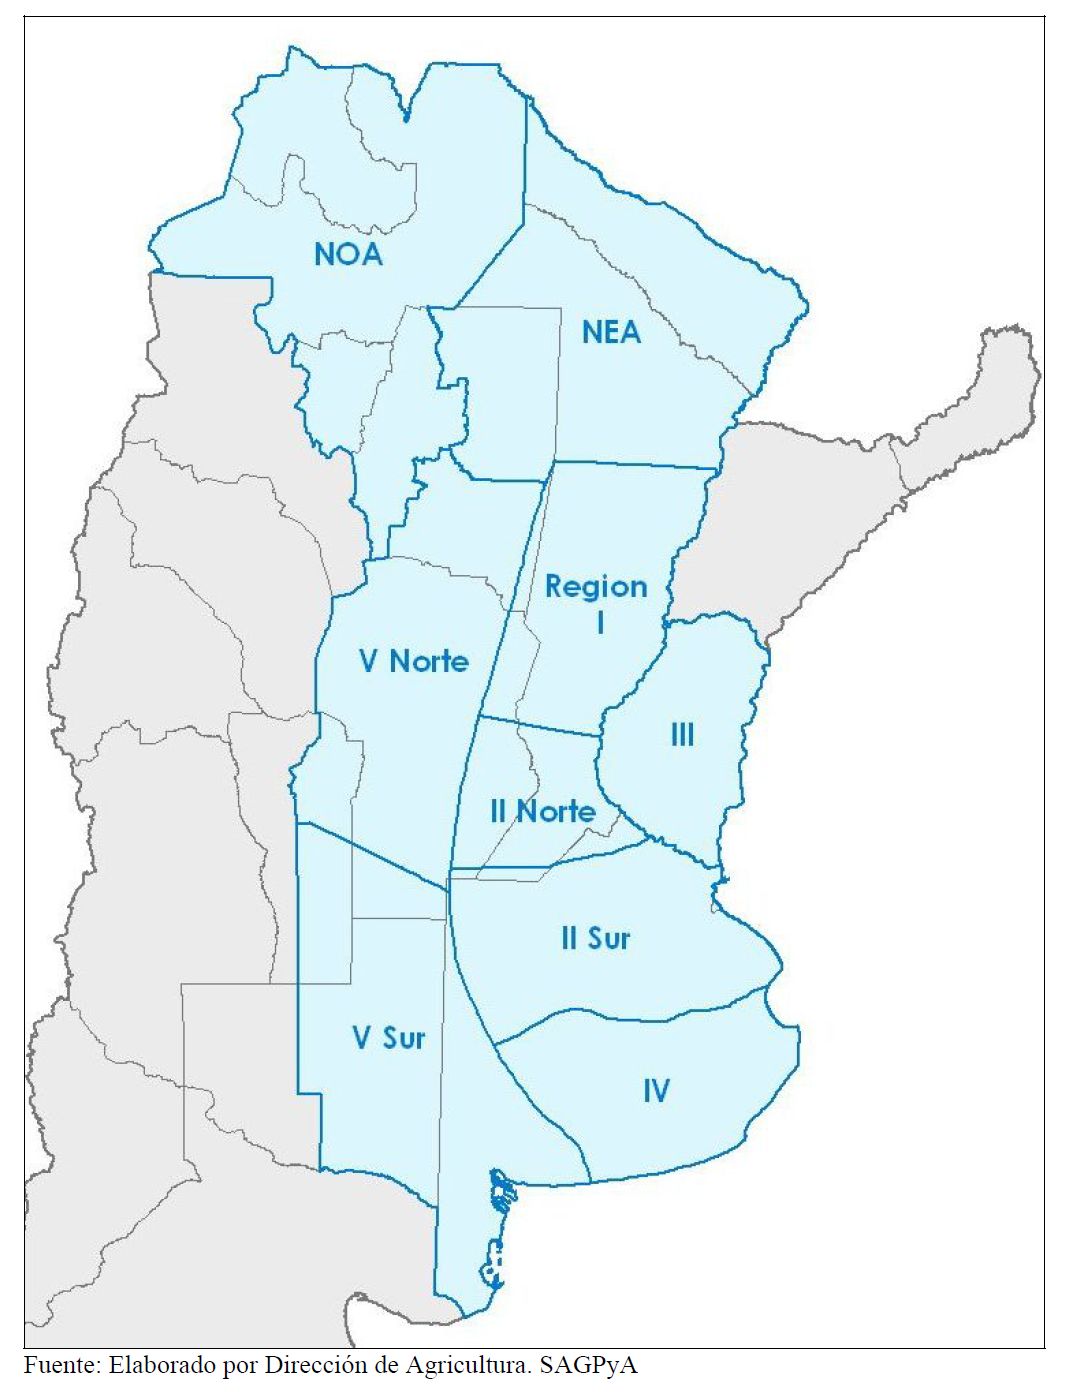 NOA
NEA
Region
I
V Norte
III
II Norte
II Sur
V Sur
IV
Fuente: Elaborado por Dirección de Agricultura. SAGPyA